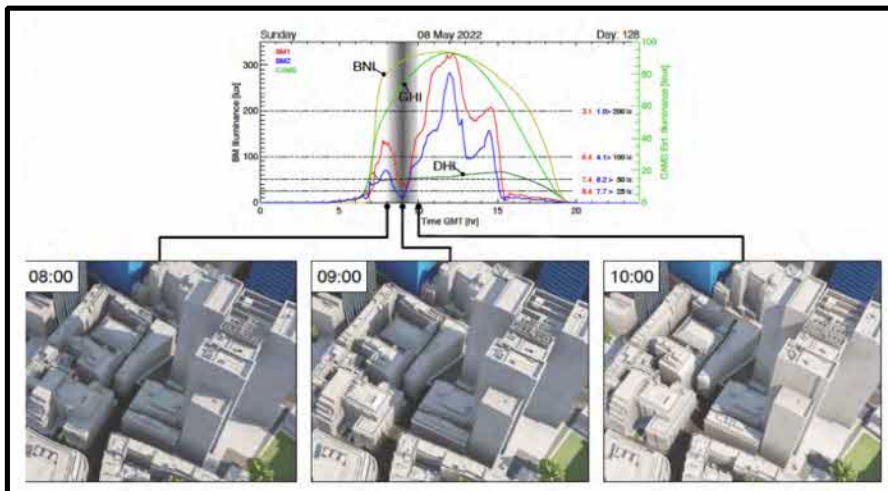 Sunday 08 May 2022 Day: 128
BM1
BM2
CAMS
BNI
GHI
DHI
BM Illuminance [lux]
CAMS Ext. Illuminance [klux]
300
200
100
0
100
80
60
40
20
0
3.1 1.0 > 200 lx
4.1 > 100 lx
7.4 6.2 > 50 lx
8.4 7.7 > 25 lx
0 5 10 15 20
Time GMT [hr]
08:00
09:00
10:00